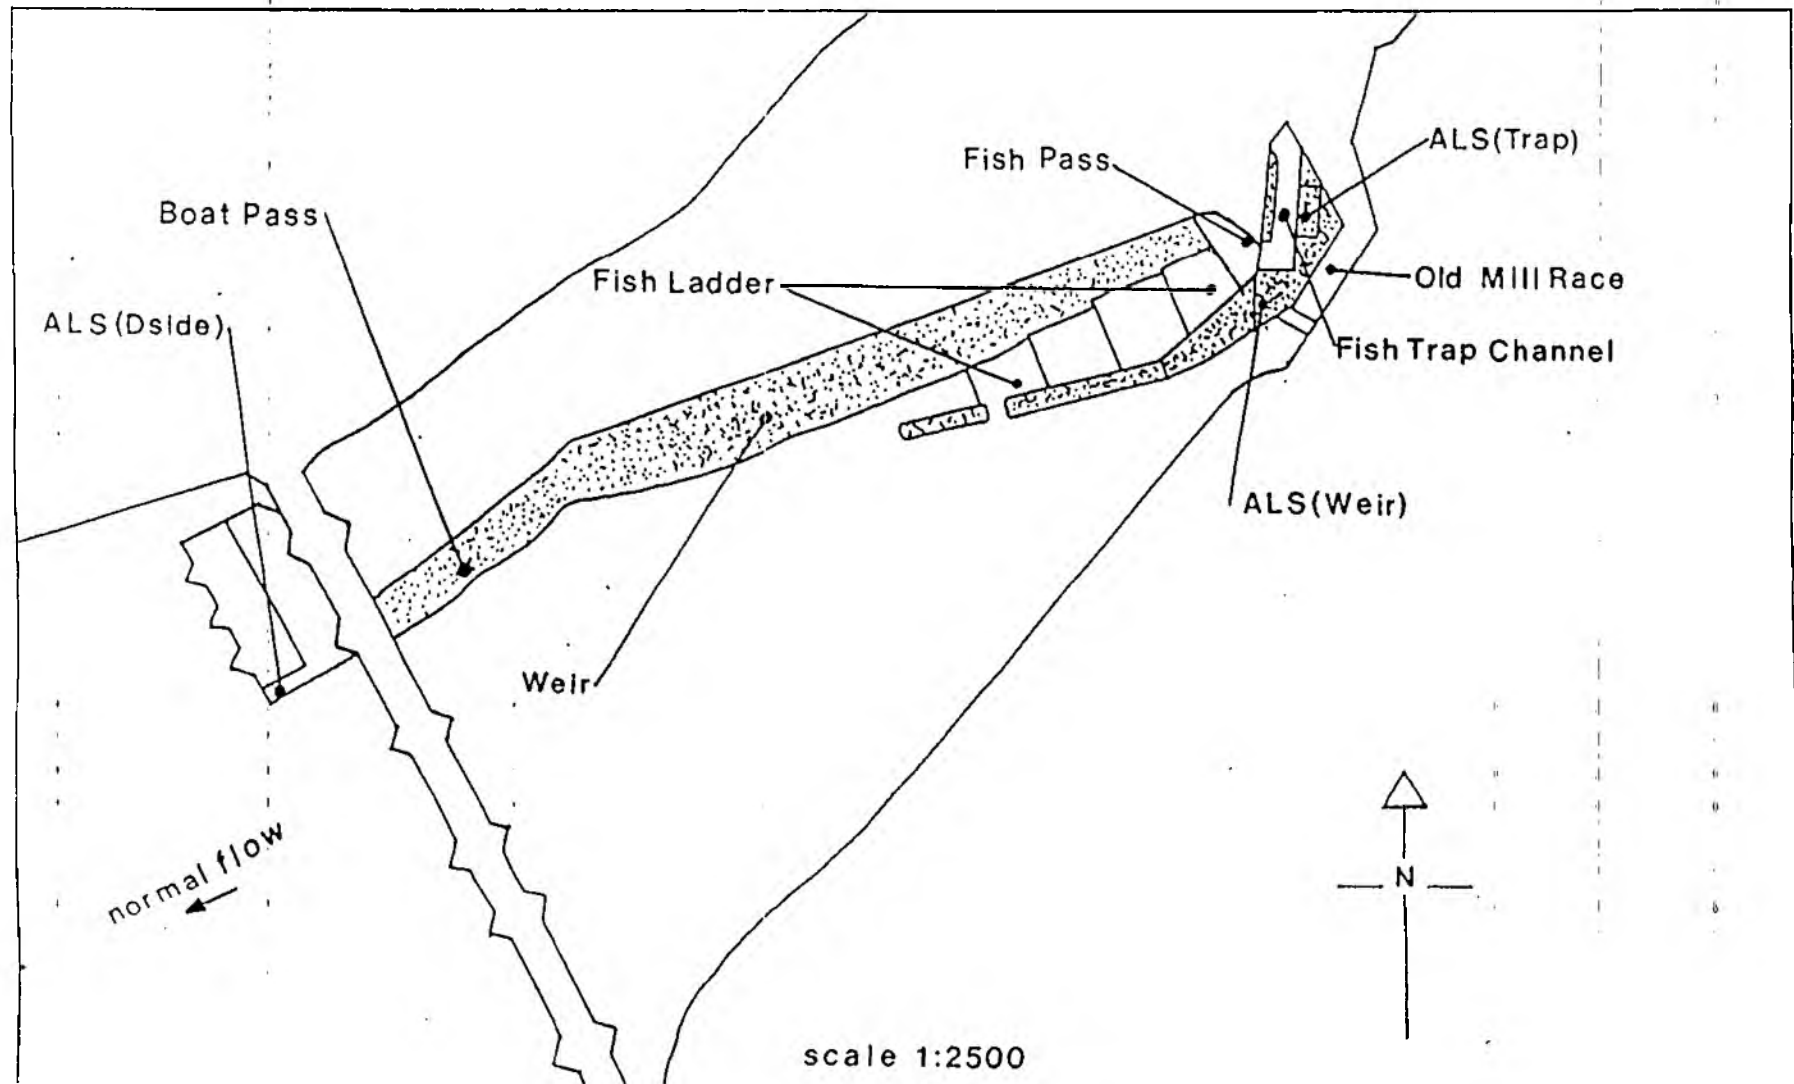 ALS(Trap)
Fish Pass
Boat Pass
Fish Ladder
Old Mill Race
ALS(Dside)
Fish Trap Channel
ALS(Weir)
Weir
normal flow
N
scale 1:2500